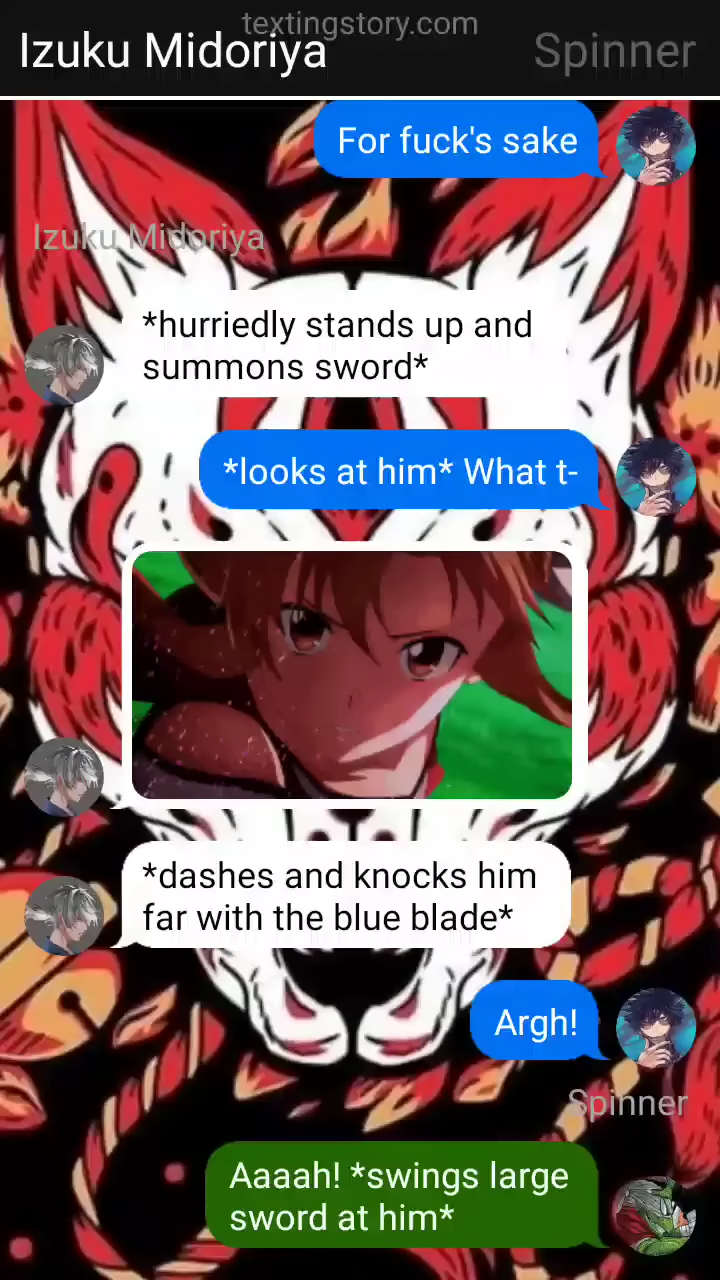 textingstory.com
Izuku Midoriya
Spinner
For fuck's sake
Izuku Midoriya
*hurriedly stands up and
summons sword*
*looks at him* What t-
*dashes and knocks him
far with the blue blade*
Argh!
Spinner
Aaaah! *swings large
sword at him*